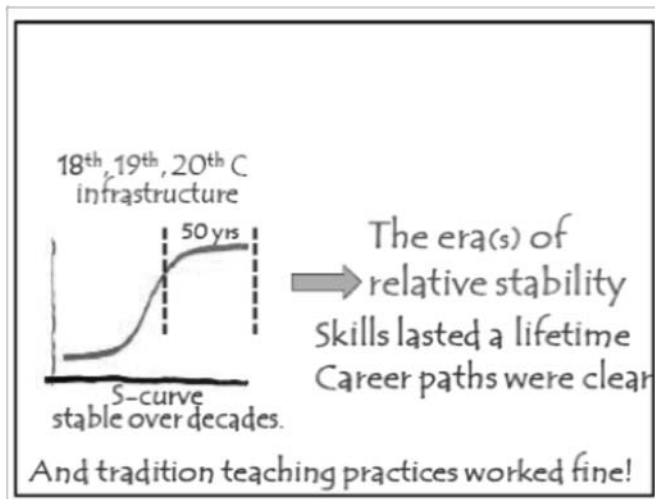 18th, 19th, 20th C
infrastructure
50 yrs
The era(s) of
relative stability
Skills lasted a lifetime
Career paths were clear
S-curve
stable over decades.
And tradition teaching practices worked fine!